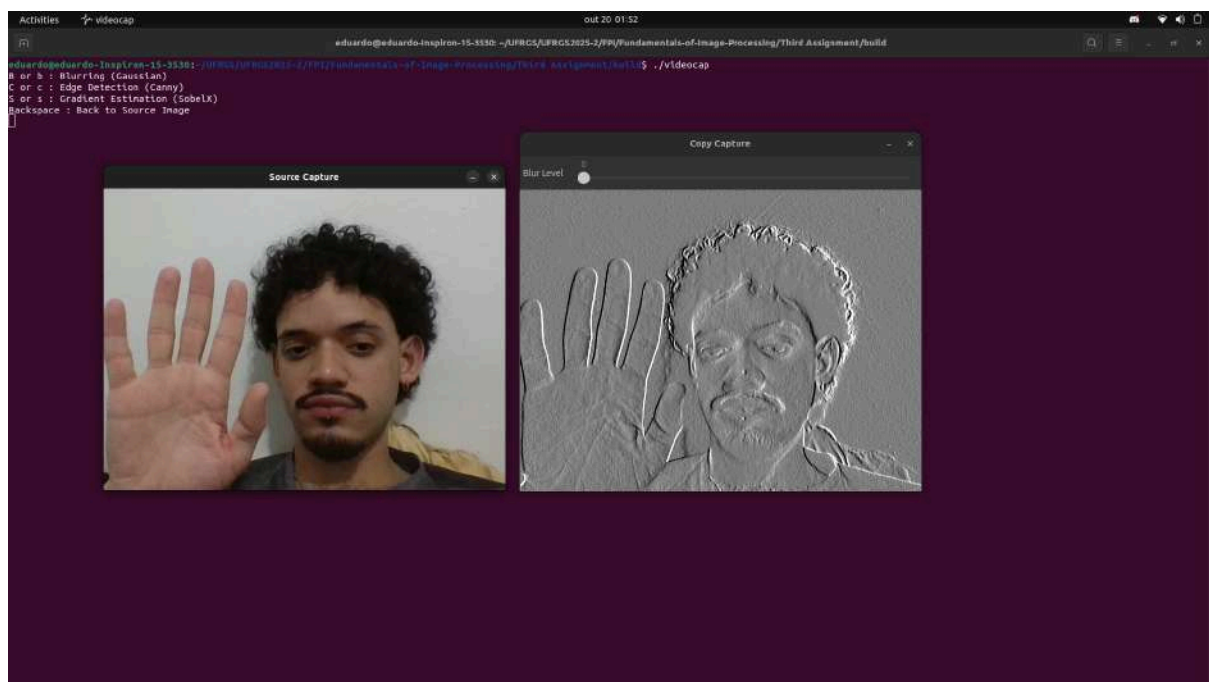 Activities videocap out 20 01:52
eduardo@eduardo-Inspiron-15-3530: ~/UFRGS/UFRGS2025-2/FPI/Fundamentals-of-Image-Processing/Third Assignment/build
eduardo@eduardo-Inspiron-15-3530:~/UFRGS/UFRGS2025-2/FPI/Fundamentals-of-Image-Processing/Third Assignment/build$ ./videocap
B or b : Blurring (Gaussian)
C or c : Edge Detection (Canny)
S or s : Gradient Estimation (SobelX)
Backspace : Back to Source Image
Copy Capture
0
Blur Level
Source Capture